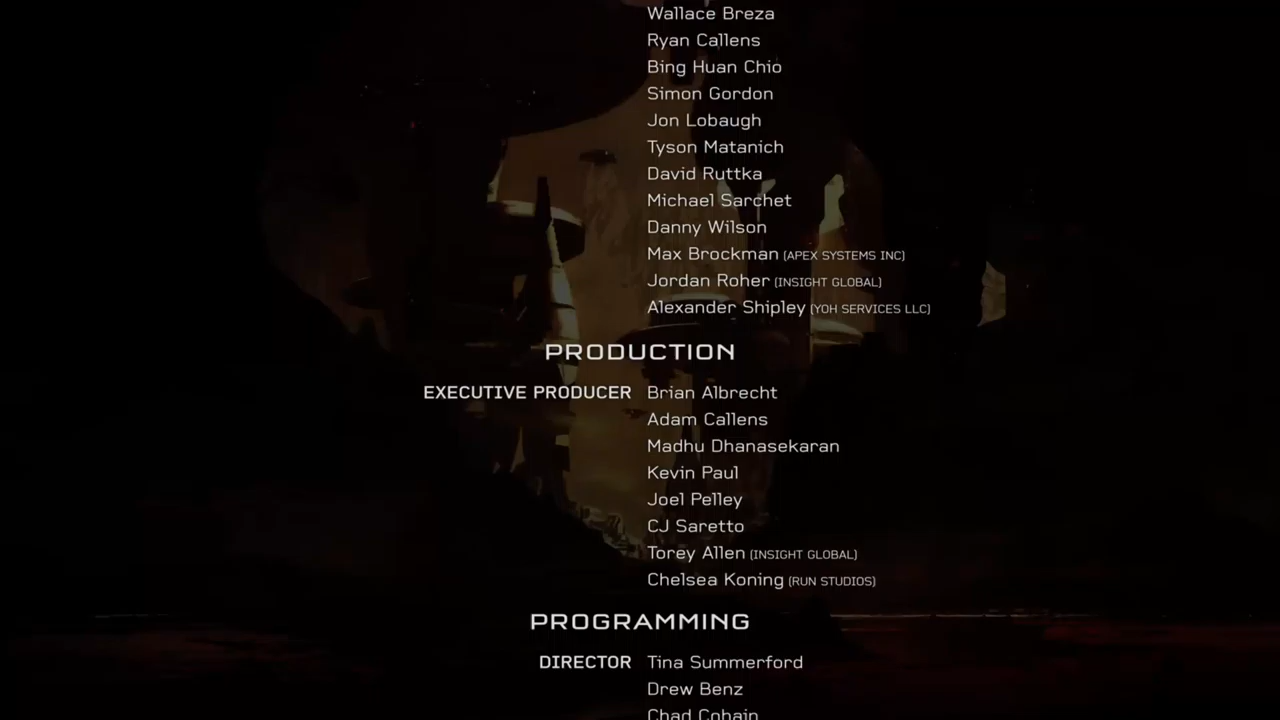 Wallace Breza
Ryan Callens
Bing Huan Chio
Simon Gordon
Jon Lobaugh
Tyson Matanich
David Ruttka
Michael Sarchet
Danny Wilson
Max Brockman (APEX SYSTEMS INC)
Jordan Roher (INSIGHT GLOBAL)
Alexander Shipley (YOH SERVICES LLC)
PRODUCTION
EXECUTIVE PRODUCER Brian Albrecht
Adam Callens
Madhu Dhanasekaran
Kevin Paul
Joel Pelley
CJ Saretto
Torey Allen (INSIGHT GLOBAL)
Chelsea Koning (RUN STUDIOS)
PROGRAMMING
DIRECTOR Tina Summerford
Drew Benz
Chad Cobain